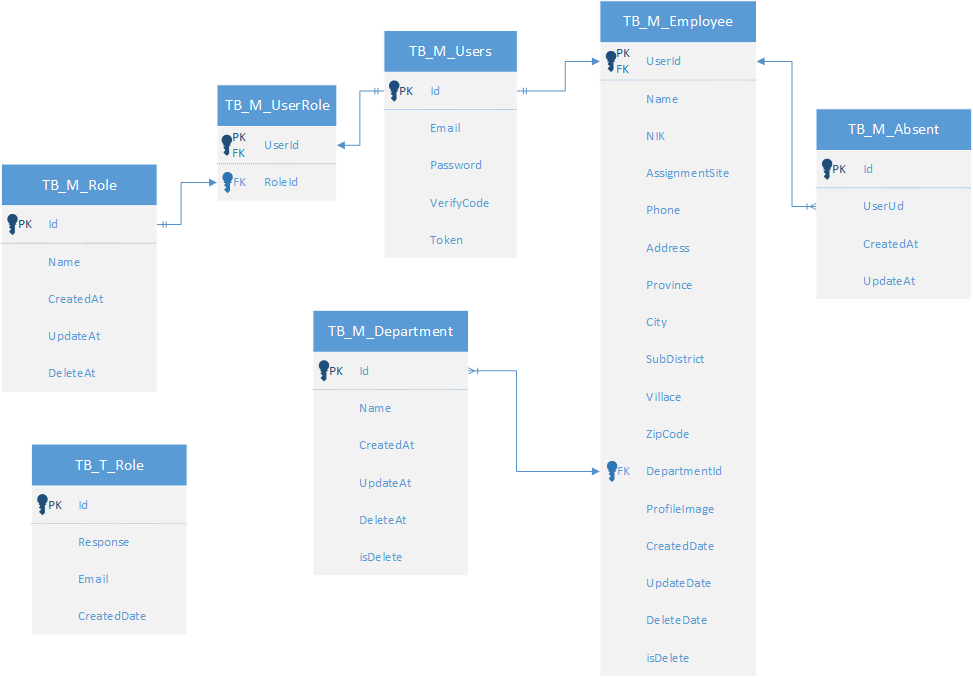 TB_M_Role
PK Id
Name
CreatedAt
UpdateAt
DeleteAt
TB_M_UserRole
PK
FK
UserId
FK RoleId
TB_M_Users
PK Id
Email
Password
VerifyCode
Token
TB_M_Employee
PK
FK
UserId
Name
NIK
AssignmentSite
Phone
Address
Province
City
SubDistrict
Villace
ZipCode
FK DepartmentId
ProfileImage
CreatedDate
UpdateDate
DeleteDate
isDelete
TB_M_Absent
PK Id
UserUd
CreatedAt
UpdateAt
TB_M_Department
PK Id
Name
CreatedAt
UpdateAt
DeleteAt
isDelete
TB_T_Role
PK Id
Response
Email
CreatedDate